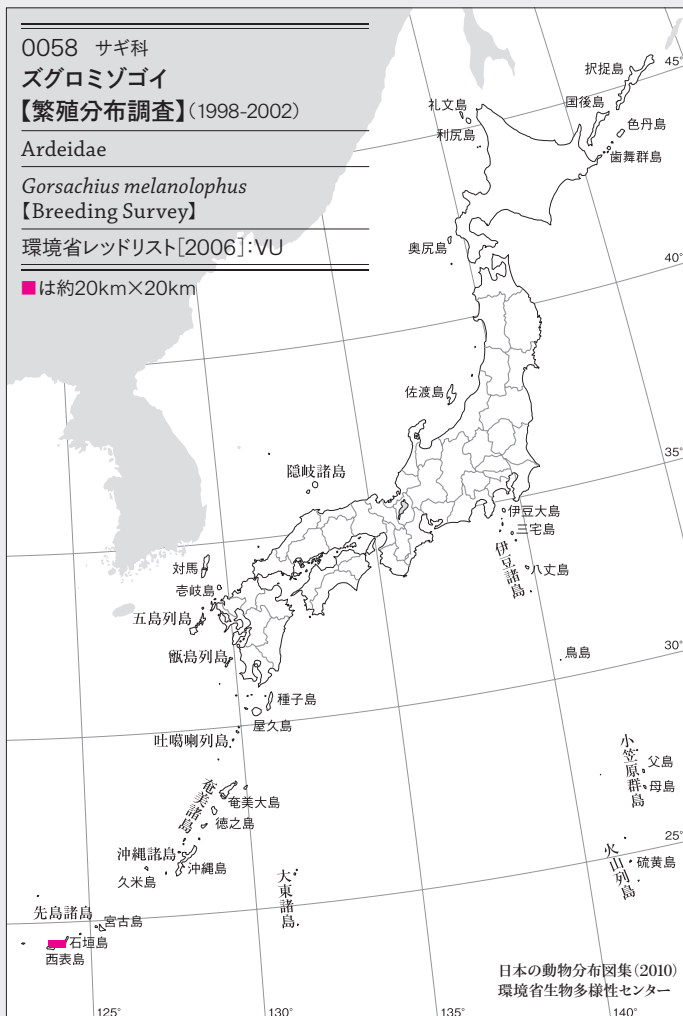 0058 サギ科
ズグロミゾゴイ
【繁殖分布調査】(1998-2002)
Ardeidae
Gorsachius melanolophus
【Breeding Survey】
環境省レッドリスト[2006]:VU
■は約20km×20km
45°
択捉島
国後島
礼文島
色丹島
利尻島
歯舞群島
奥尻島
40°
佐渡島
35°
隠岐諸島
伊豆大島
三宅島
伊豆諸島
八丈島
対馬
壱岐島
五島列島
甑島列島
鳥島
30°
種子島
屋久島
吐噶喇列島
小笠原群島
父島
母島
奄美諸島
奄美大島
徳之島
25°
沖縄諸島
沖縄島
久米島
大東諸島
火山列島
硫黄島
先島諸島
宮古島
石垣島
西表島
日本の動物分布図集(2010)
環境省生物多様性センター
125°
130°
135°
140°